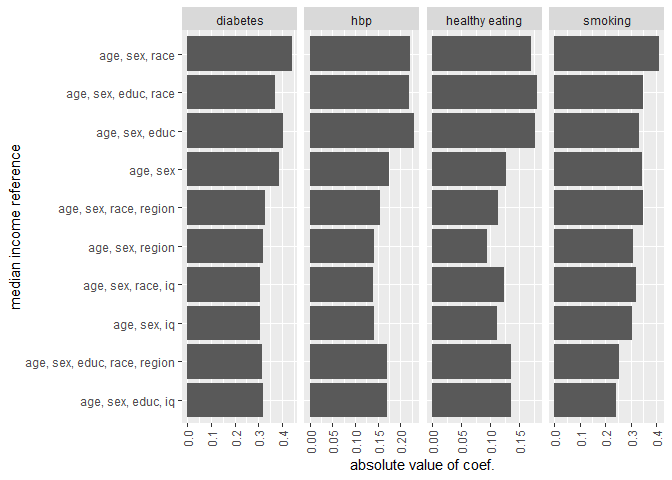 diabetes hbp healthy eating smoking
age, sex, race
age, sex, educ, race
age, sex, educ
age, sex
age, sex, race, region
age, sex, region
age, sex, race, iq
age, sex, iq
age, sex, educ, race, region
age, sex, educ, iq
median income reference
0.0 0.1 0.2 0.3 0.4 0.00 0.05 0.10 0.15 0.20 0.00 0.05 0.10 0.15 0.0 0.1 0.2 0.3 0.4
absolute value of coef.